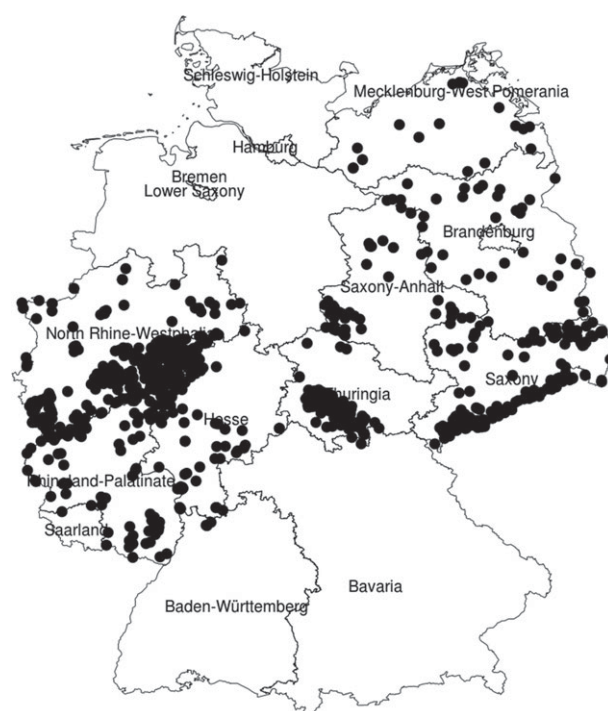 Schleswig-Holstein
Mecklenburg-West Pomerania
Hamburg
Bremen
Lower Saxony
Brandenburg
Saxony-Anhalt
North Rhine-Westphalia
Thuringia
Saxony
Hesse
Rhineland-Palatinate
Saarland
Bavaria
Baden-Württemberg